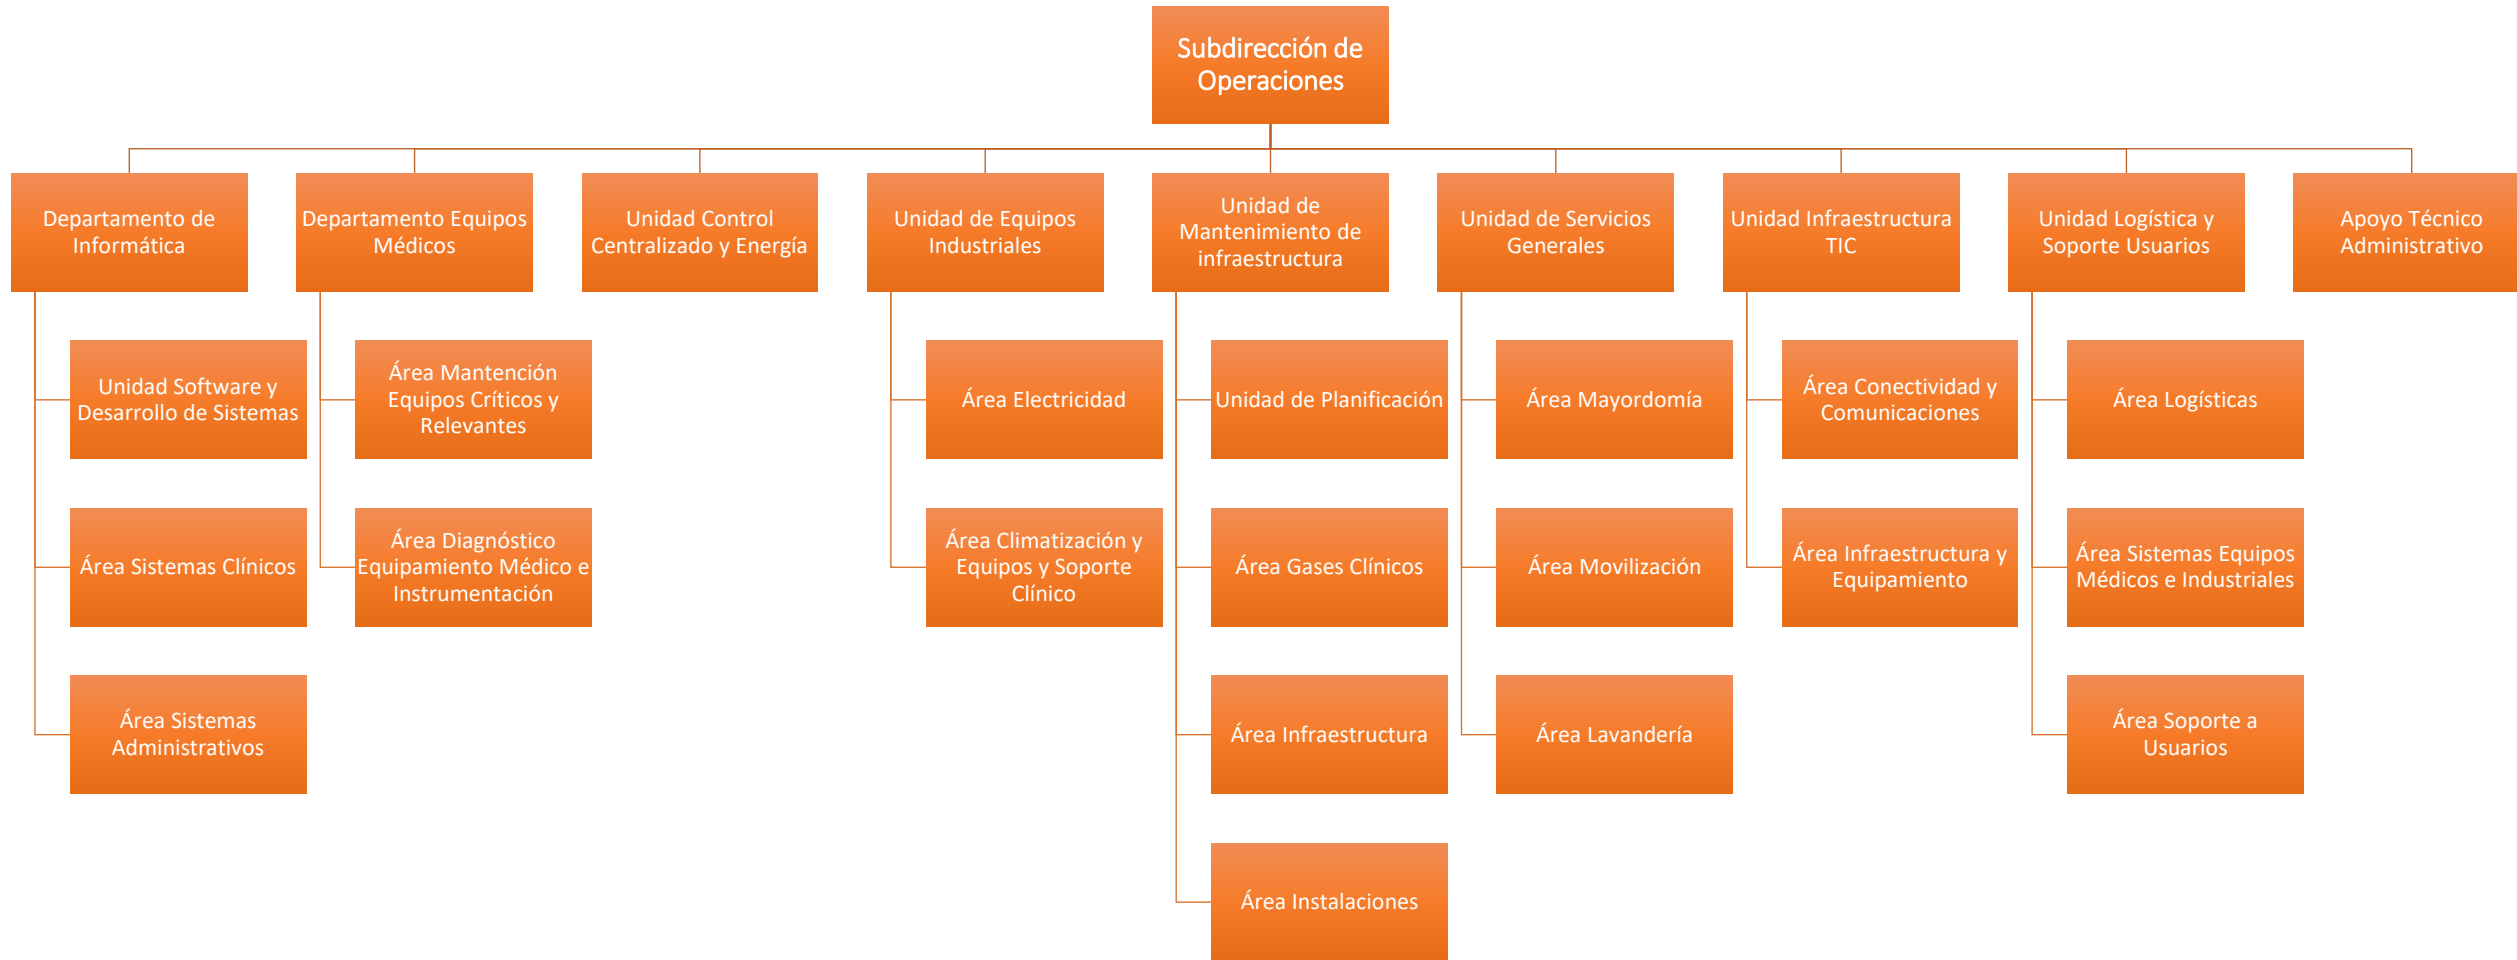 Subdirección de
Operaciones
Departamento de
Informática
Departamento Equipos
Médicos
Unidad Control
Centralizado y Energía
Unidad de Equipos
Industriales
Unidad de
Mantenimiento de
infraestructura
Unidad de Servicios
Generales
Unidad Infraestructura
TIC
Unidad Logística y
Soporte Usuarios
Apoyo Técnico
Administrativo
Unidad Software y
Desarrollo de Sistemas
Área Mantención
Equipos Críticos y
Relevantes
Área Electricidad
Unidad de Planificación
Área Mayordomía
Área Conectividad y
Comunicaciones
Área Logísticas
Área Sistemas Clínicos
Área Diagnóstico
Equipamiento Médico e
Instrumentación
Área Climatización y
Equipos y Soporte
Clínico
Área Gases Clínicos
Área Movilización
Área Infraestructura y
Equipamiento
Área Sistemas Equipos
Médicos e Industriales
Área Sistemas
Administrativos
Área Infraestructura
Área Lavandería
Área Soporte a
Usuarios
Área Instalaciones